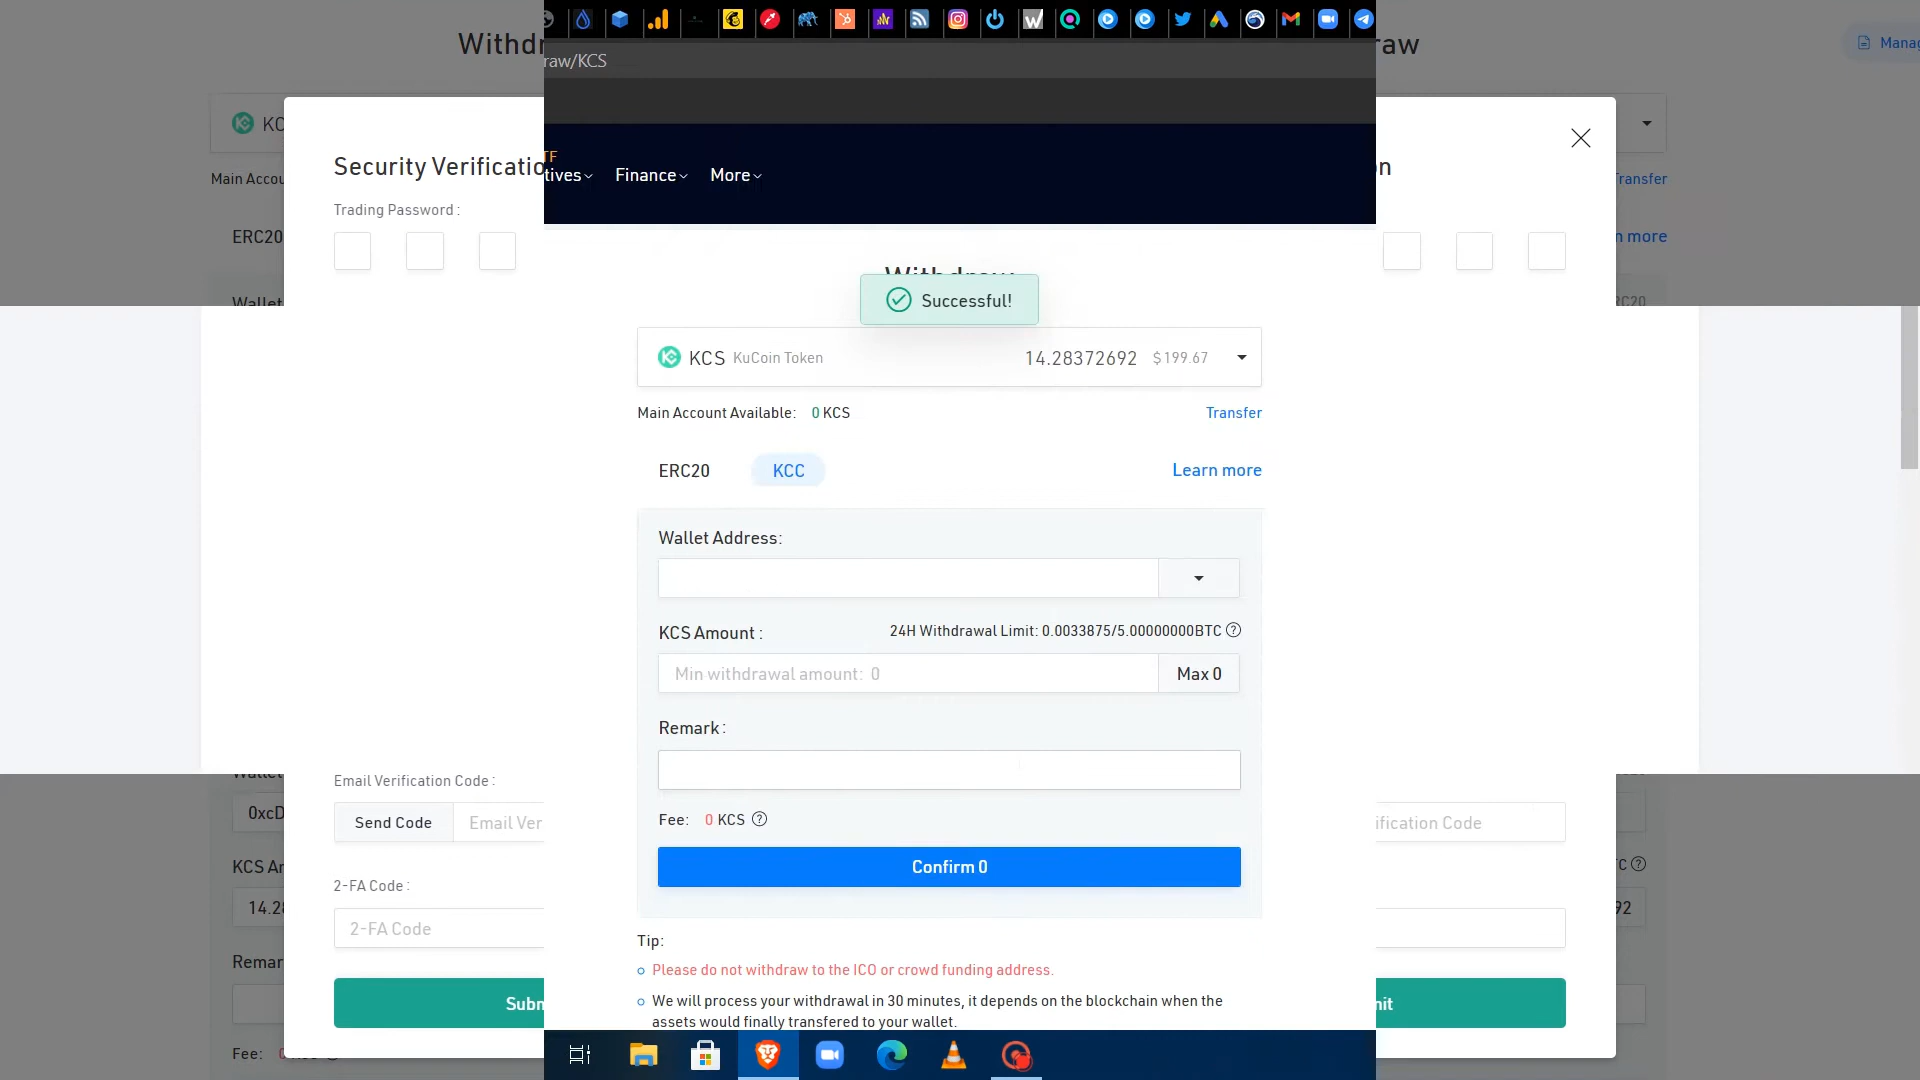 Withdr
raw
Manag
raw/KCS
KC
TF
tives
Finance
More
Security Verificatio
n
Main Accou
Transfer
Trading Password :
ERC20
n more
Withdraw
Successful!
Wallet
RC20
KCS KuCoin Token 14.28372692 $199.67
Main Account Available: 0 KCS Transfer
ERC20 KCC Learn more
Wallet Address:
KCS Amount : 24H Withdrawal Limit: 0.0033875/5.00000000BTC
Min withdrawal amount: 0 Max 0
Remark :
Wallet
Email Verification Code :
0xcD
Send Code
Email Ver
ification Code
Fee: 0 KCS
KCS Ar
TC
Confirm 0
2-FA Code :
14.2
92
2-FA Code
Tip:
Remar
Please do not withdraw to the ICO or crowd funding address.
We will process your withdrawal in 30 minutes, it depends on the blockchain when the
assets would finally transfered to your wallet.
Subn
nit
Fee: